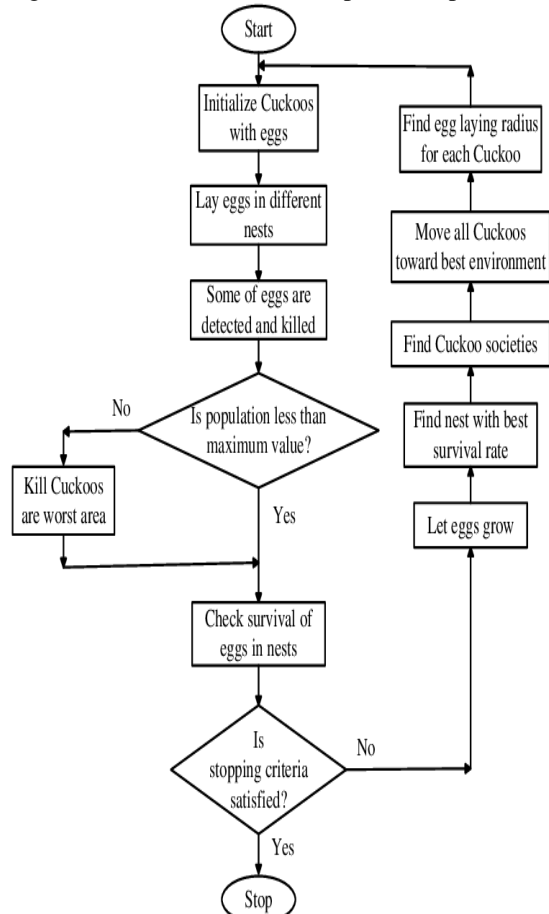 Start
Initialize Cuckoos
with eggs
Lay eggs in different
nests
Some of eggs are
detected and killed
Is population less than
maximum value?
No
Kill Cuckoos
are worst area
Yes
Check survival of
eggs in nests
Is
stopping criteria
satisfied?
No
Yes
Stop
Let eggs grow
Find nest with best
survival rate
Find Cuckoo societies
Move all Cuckoos
toward best environment
Find egg laying radius
for each Cuckoo